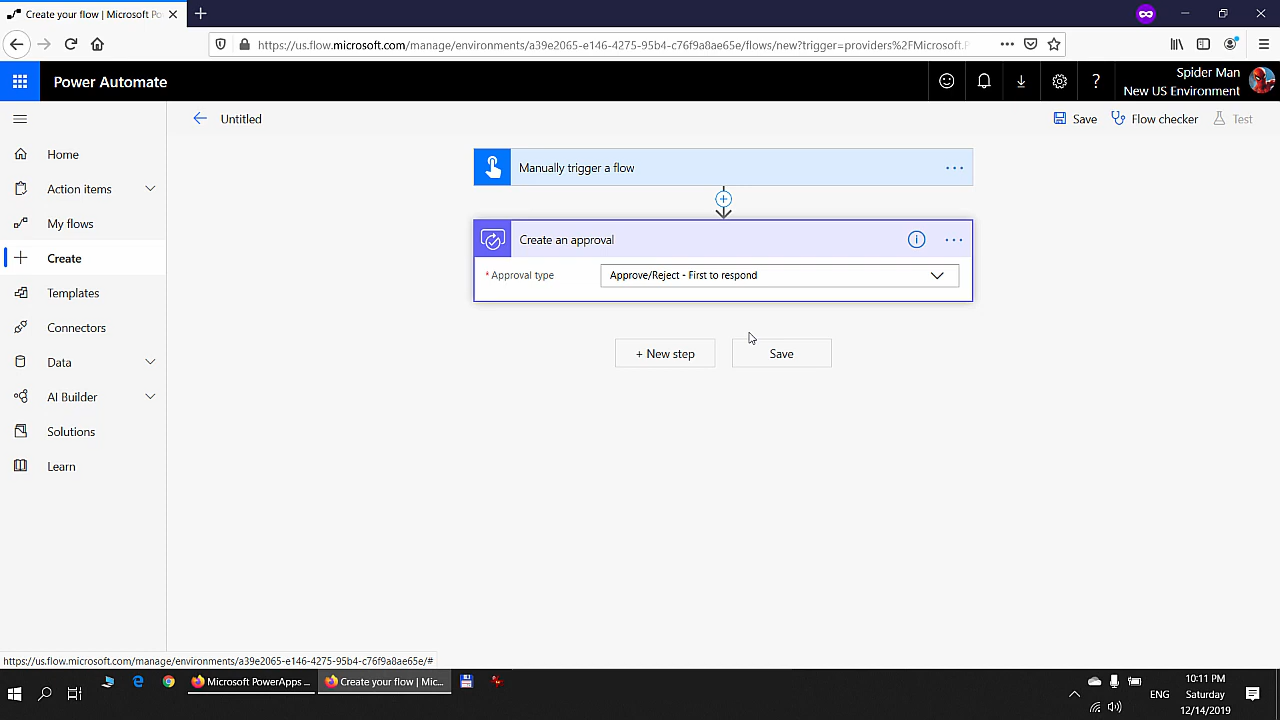 Create your flow | Microsoft Po
https://us.flow.microsoft.com/manage/environments/a39e2065-e146-4275-95b4-c76f9a8ae65e/flows/new?trigger=providers%2FMicrosoft.P
Power Automate
Spider Man
New US Environment
Untitled
Save
Flow checker
Test
Home
Action items
My flows
Create
Templates
Connectors
Data
AI Builder
Solutions
Learn
Manually trigger a flow
Create an approval
* Approval type
Approve/Reject - First to respond
+ New step
Save
https://us.flow.microsoft.com/manage/environments/a39e2065-e146-4275-95b4-c76f9a8ae65e/#
Microsoft PowerApps ...
Create your flow | Mic...
ENG
10:11 PM
Saturday
12/14/2019